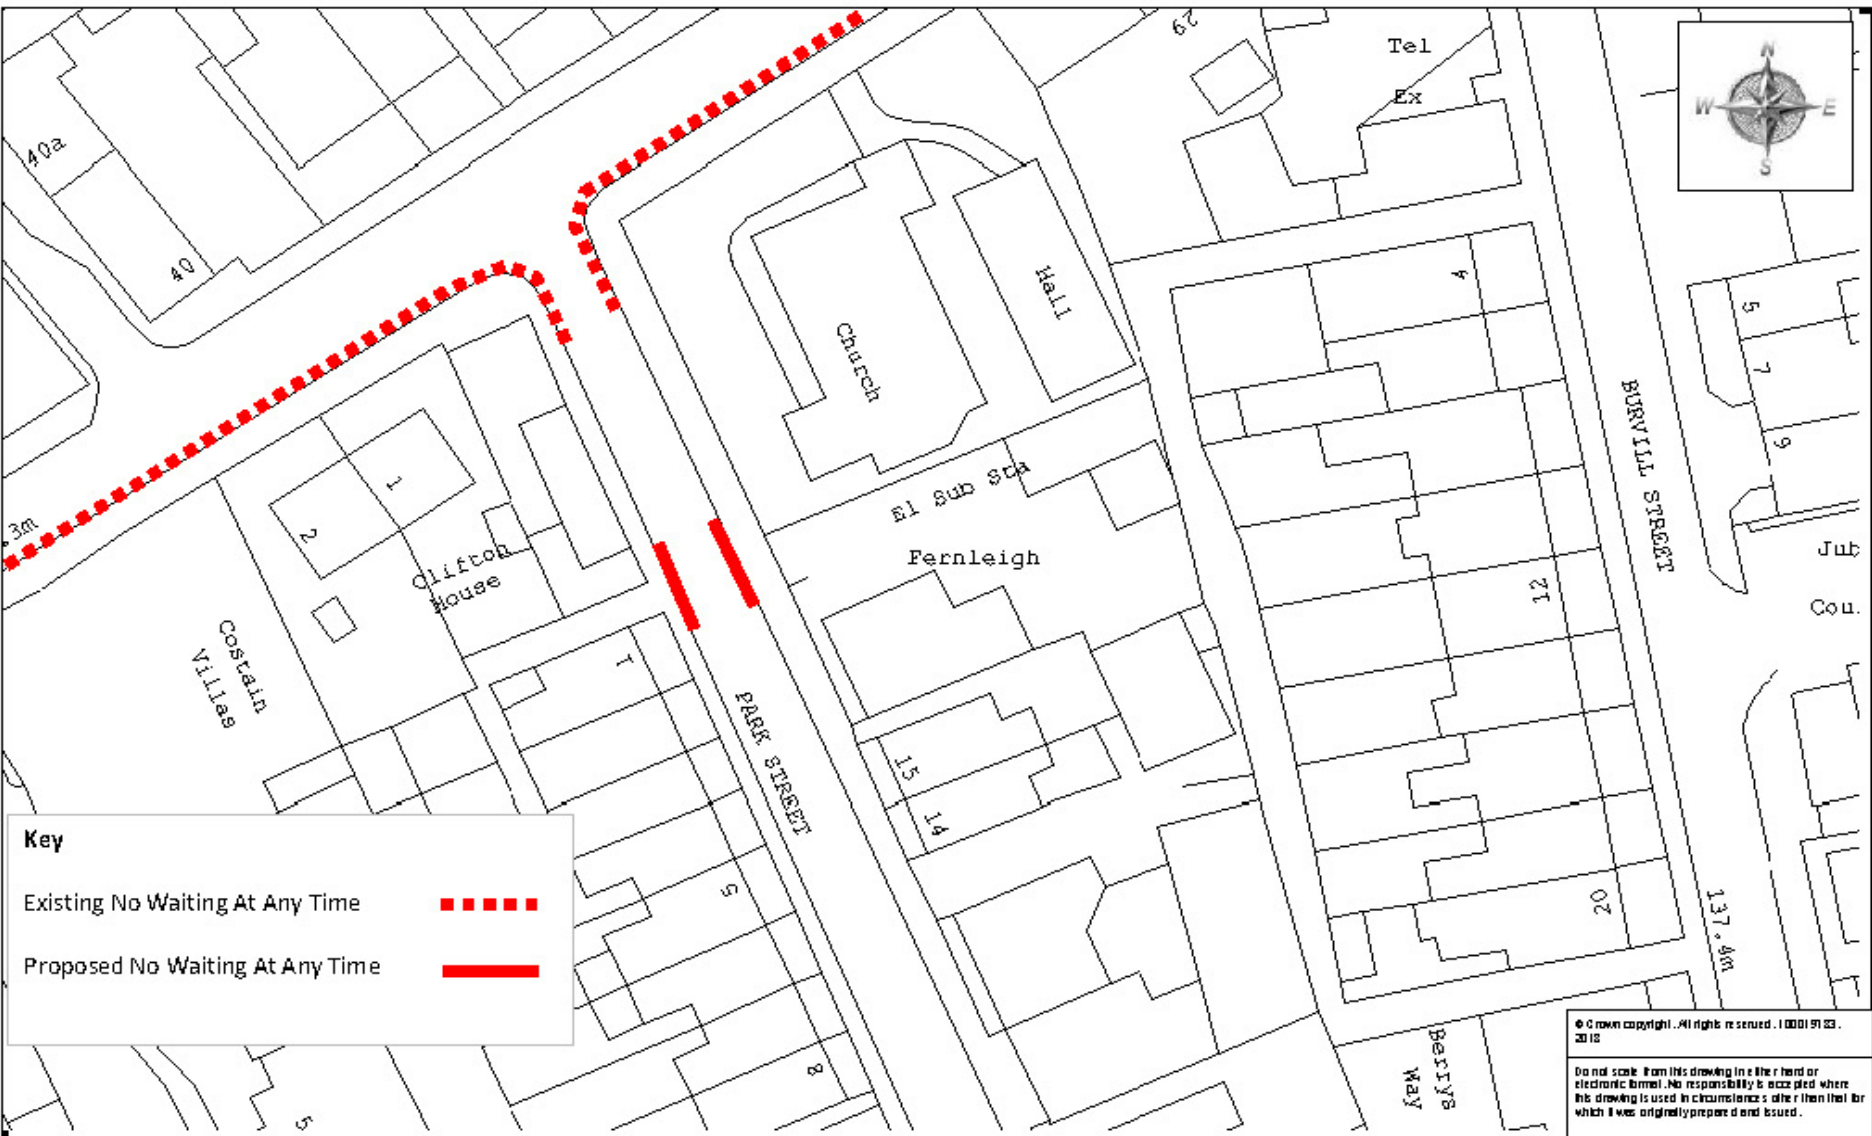 29
Tel
Ex
N
W
E
S
40a
40
Hall
Church
4
5
7
9
BURVILL STREET
.3m
1
2
El Sub Sta
Fernleigh
Clifton
House
Jub
Cou
12
Costain
Villas
1
PARK STREET
15
14
5
20
137.4m
8
5
Berrys
Way
Key
Existing No Waiting At Any Time
Proposed No Waiting At Any Time
© Crown copyright. All rights reserved. 100019183.
2018
Do not scale from this drawing in either hard or
electronic format. No responsibility is accepted where
this drawing is used in circumstances other than that for
which it was originally prepared and issued.